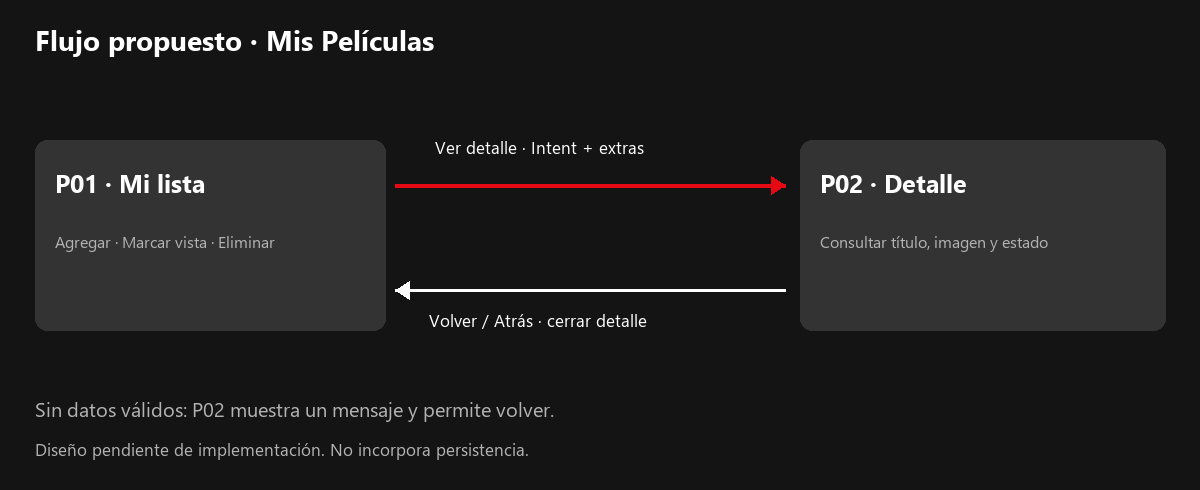 Flujo propuesto · Mis Películas
Ver detalle · Intent + extras
P01 · Mi lista
P02 · Detalle
Agregar · Marcar vista · Eliminar
Consultar título, imagen y estado
Volver / Atrás · cerrar detalle
Sin datos válidos: P02 muestra un mensaje y permite volver.
Diseño pendiente de implementación. No incorpora persistencia.